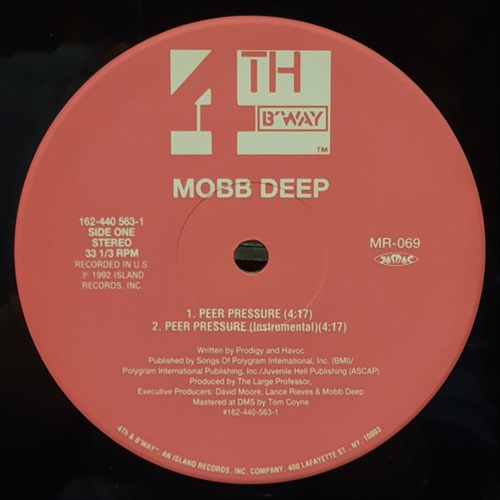 4TH
B'WAY
TM
MOBB DEEP
162-440 563-1
SIDE ONE
STEREO
33 1/3 RPM
RECORDED IN U.S.
℗ 1992 ISLAND
RECORDS, INC.
MR-069
1. PEER PRESSURE (4:17)
2. PEER PRESSURE (Instrumental)(4:17)
Written by Prodigy and Havoc
Published by Songs Of Polygram International, Inc. (BMI)/
Polygram International Publishing, Inc./Juvenile Hell Publishing (ASCAP)
Produced by The Large Professor,
Executive Producers: David Moore, Lance Rieves & Mobb Deep
Mastered at DMS by Tom Coyne
#162-440-563-1
4Th & B'WAY™ AN ISLAND RECORDS, INC. COMPANY, 400 LAFAYETTE ST., NY, 10003